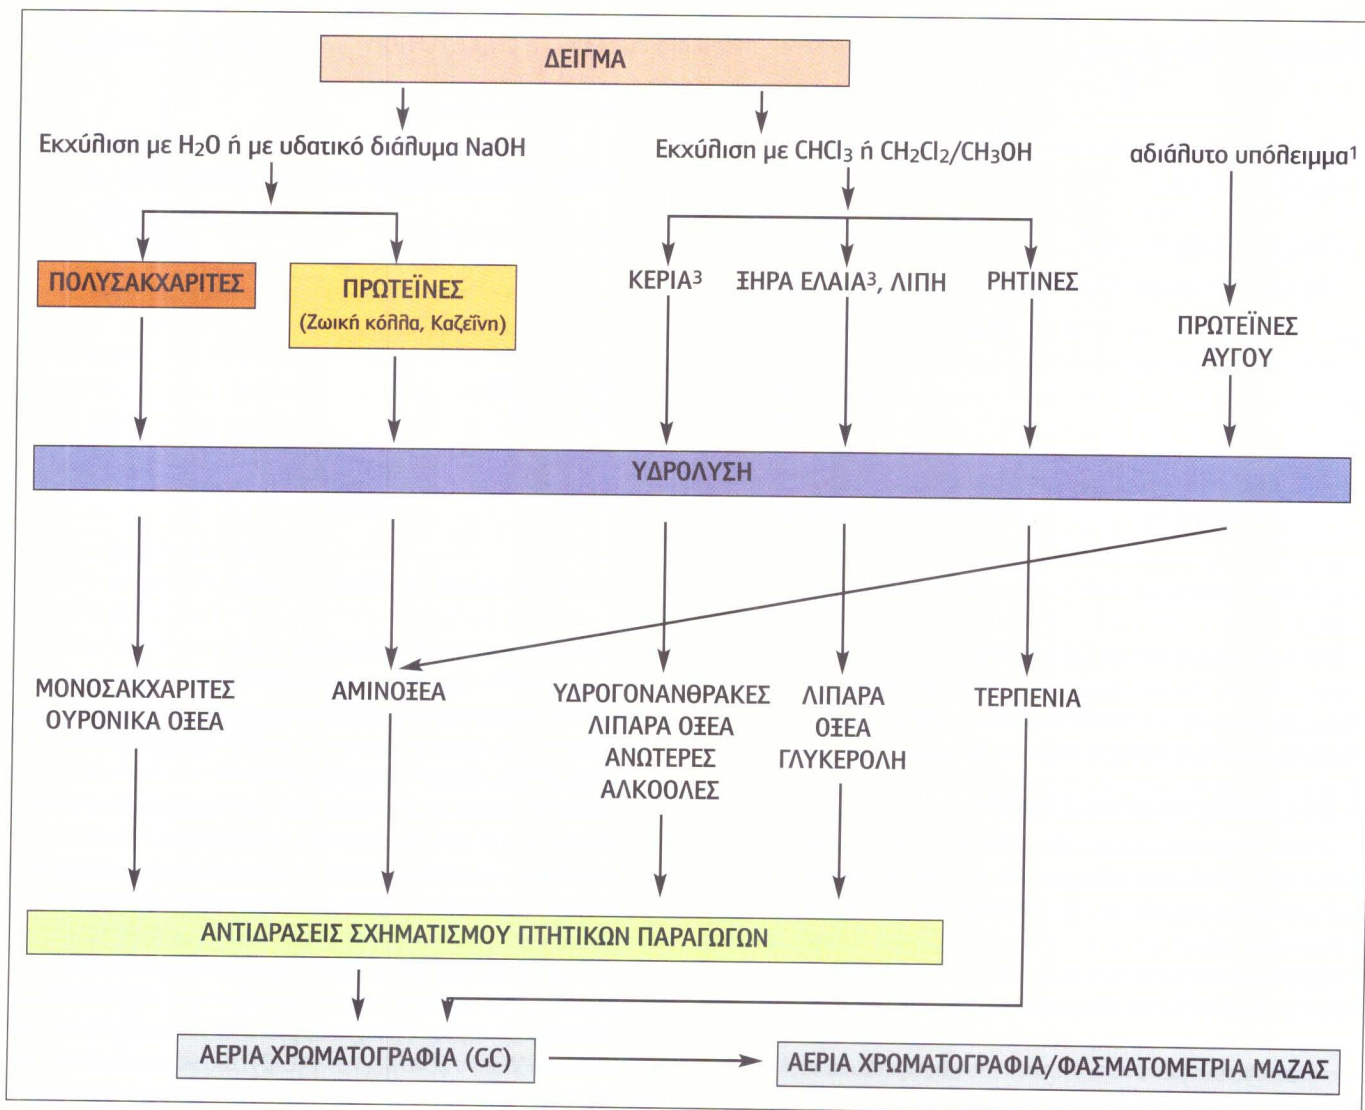 ΔΕΙΓΜΑ
Εκχύλιση με H₂O ή με υδατικό διάλυμα NaOH
Εκχύλιση με CHCl₃ ή CH₂Cl₂/CH₃OH
αδιάλυτο υπόλειμμα¹
ΠΟΛΥΣΑΚΧΑΡΙΤΕΣ
ΠΡΩΤΕΪΝΕΣ
(Ζωική κόλλα, Καζεΐνη)
ΚΕΡΙΑ³
ΞΗΡΑ ΕΛΑΙΑ³, ΛΙΠΗ
ΡΗΤΙΝΕΣ
ΠΡΩΤΕΪΝΕΣ
ΑΥΓΟΥ
ΥΔΡΟΛΥΣΗ
ΜΟΝΟΣΑΚΧΑΡΙΤΕΣ
ΟΥΡΟΝΙΚΑ ΟΞΕΑ
ΑΜΙΝΟΞΕΑ
ΥΔΡΟΓΟΝΑΝΘΡΑΚΕΣ
ΛΙΠΑΡΑ ΟΞΕΑ
ΑΝΩΤΕΡΕΣ
ΑΛΚΟΟΛΕΣ
ΛΙΠΑΡΑ
ΟΞΕΑ
ΓΛΥΚΕΡΟΛΗ
ΤΕΡΠΕΝΙΑ
ΑΝΤΙΔΡΑΣΕΙΣ ΣΧΗΜΑΤΙΣΜΟΥ ΠΤΗΤΙΚΩΝ ΠΑΡΑΓΩΓΩΝ
ΑΕΡΙΑ ΧΡΩΜΑΤΟΓΡΑΦΙΑ (GC)
ΑΕΡΙΑ ΧΡΩΜΑΤΟΓΡΑΦΙΑ/ΦΑΣΜΑΤΟΜΕΤΡΙΑ ΜΑΖΑΣ